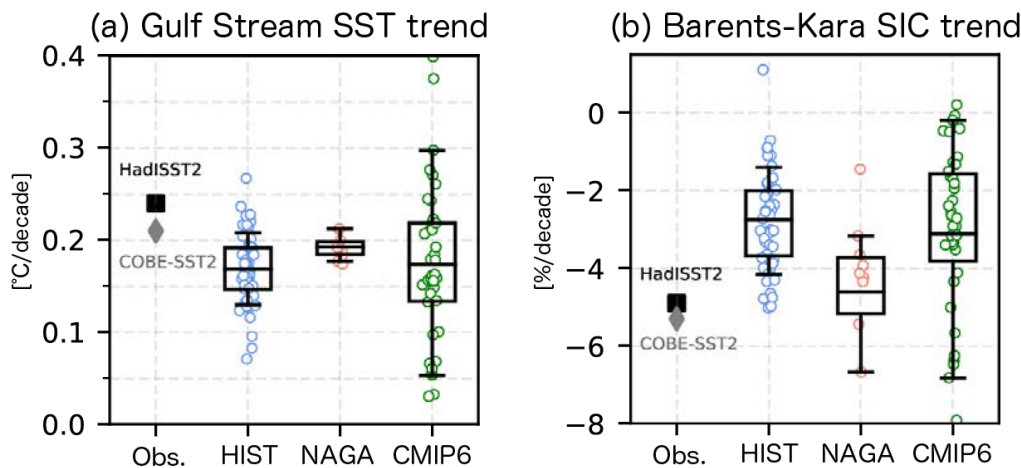 (a) Gulf Stream SST trend
[°C/decade]
0.4
0.3
0.2
0.1
0.0
HadISST2
COBE-SST2
Obs.
HIST
NAGA
CMIP6
(b) Barents-Kara SIC trend
[%/decade]
0
−2
−4
−6
−8
HadISST2
COBE-SST2
Obs.
HIST
NAGA
CMIP6